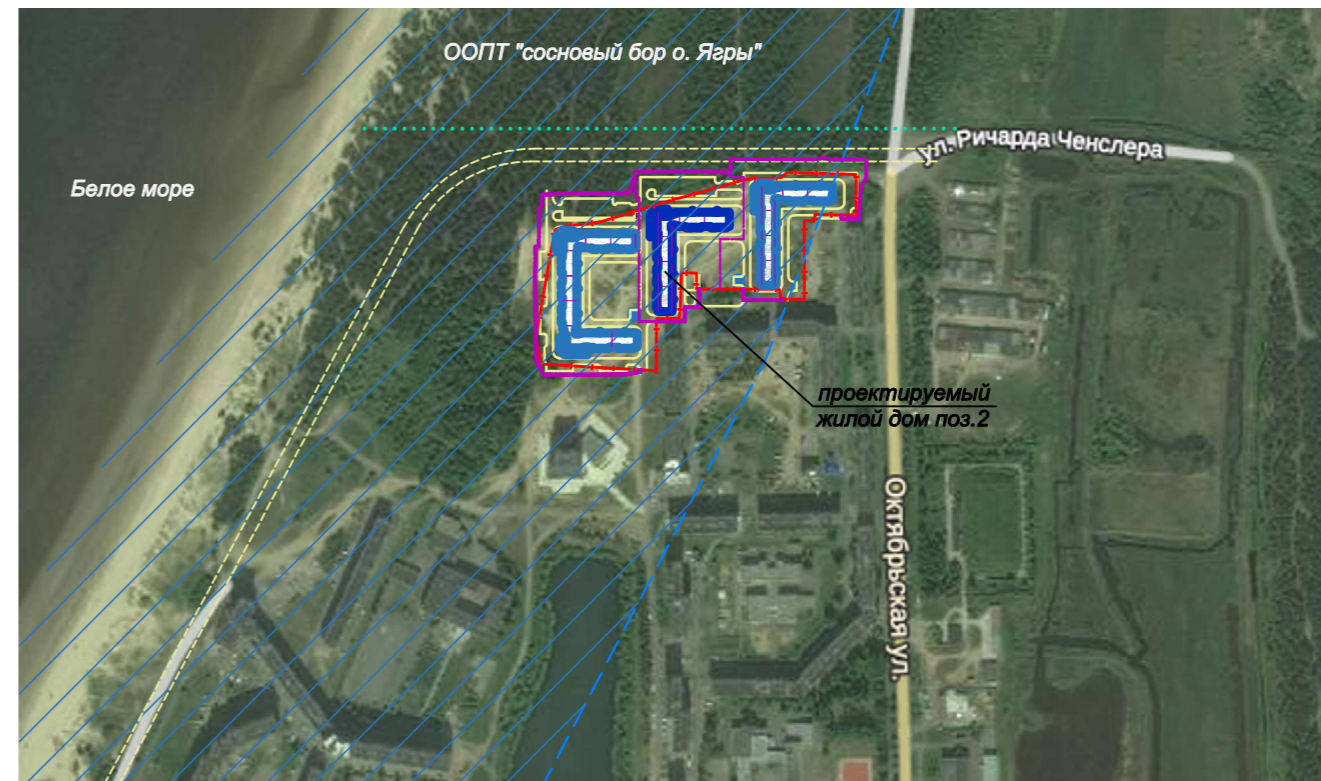 ООПТ "сосновый бор о. Ягры"
ул. Ричарда Ченслера
Белое море
проектируемый
жилой дом поз.2
Октябрьская ул.